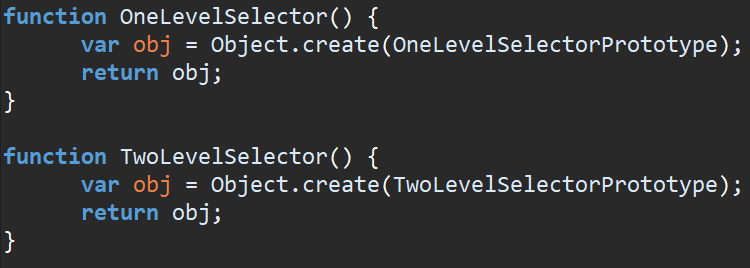 function OneLevelSelector() {
      var obj = Object.create(OneLevelSelectorPrototype);
      return obj;
}

function TwoLevelSelector() {
      var obj = Object.create(TwoLevelSelectorPrototype);
      return obj;
}